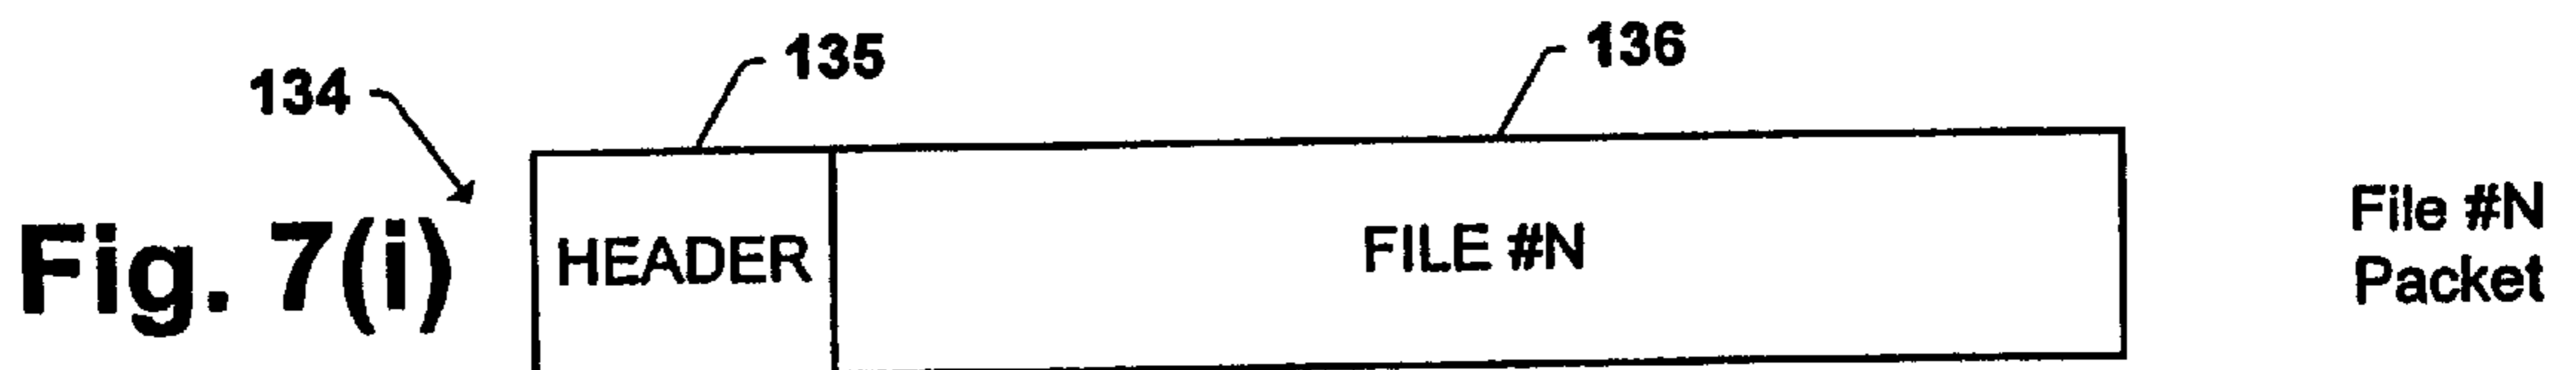 134
135
136
Fig. 7(i)
HEADER
FILE #N
File #N
Packet